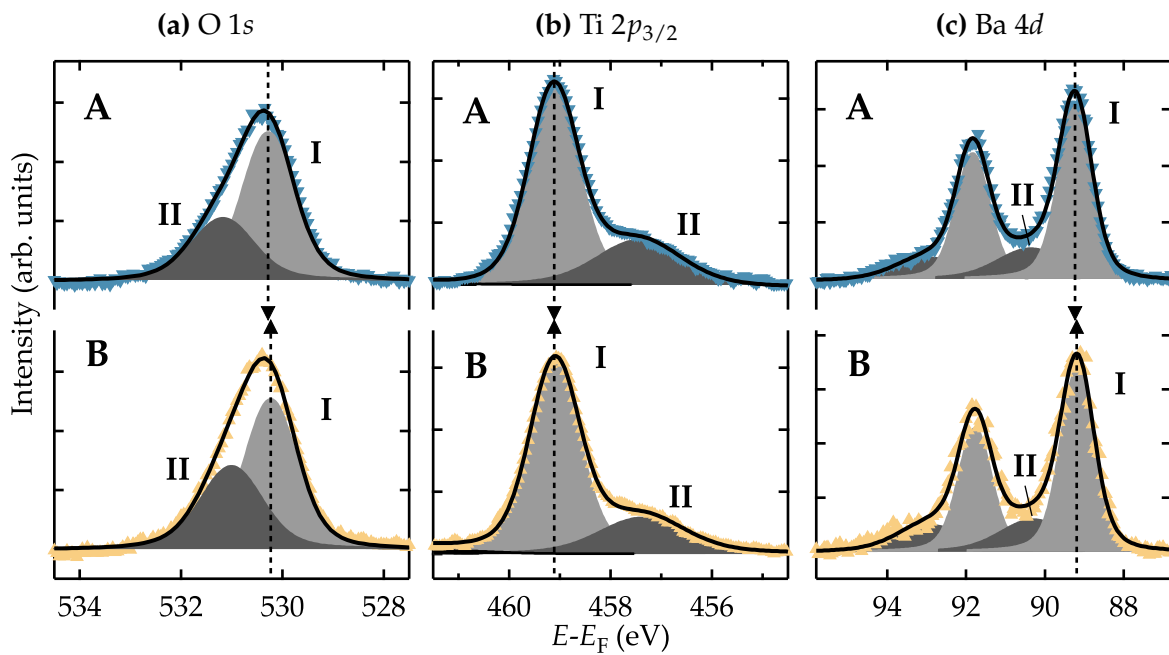 (a) O 1s (b) Ti 2p3/2 (c) Ba 4d
A I II
A I II
A I II
B I II
B I II
B I II
Intensity (arb. units)
534 532 530 528 460 458 456 94 92 90 88
E-EF (eV)